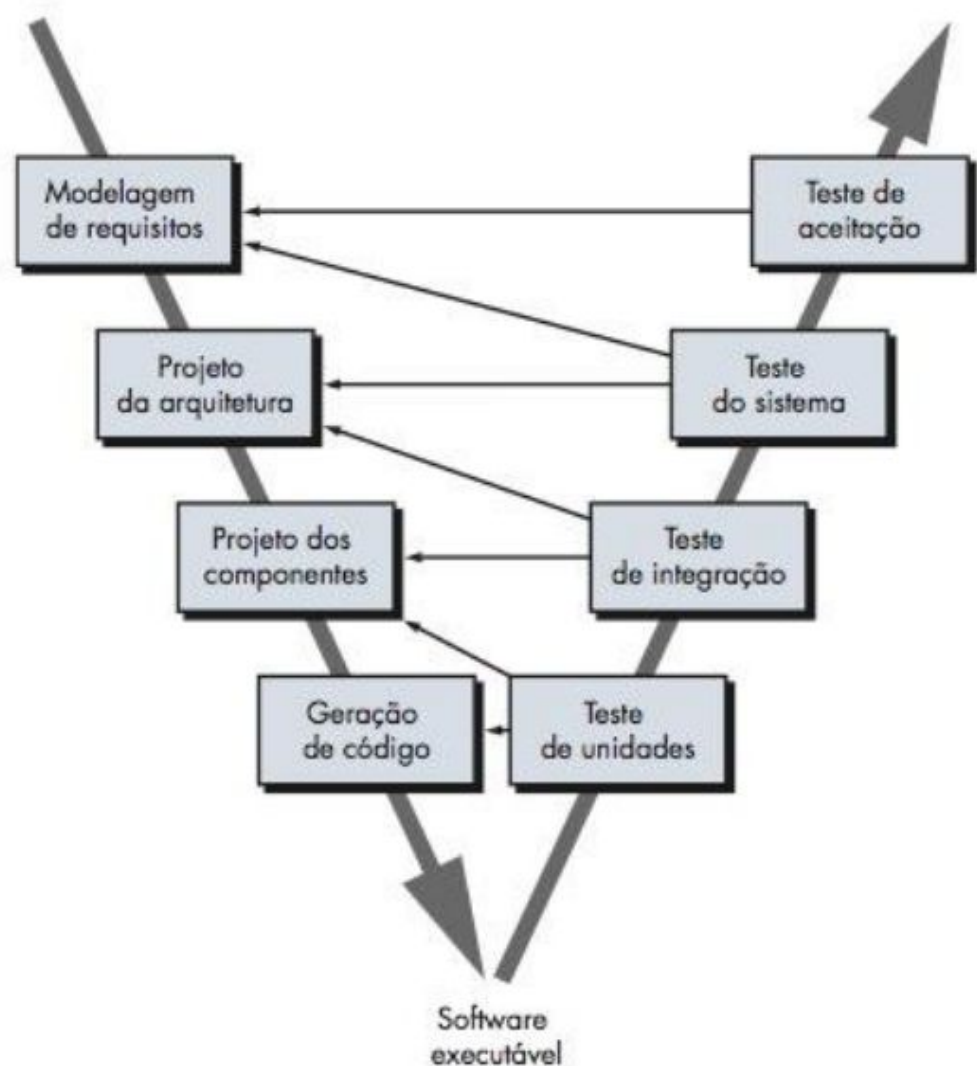 Modelagem
de requisitos
Teste de
aceitação
Projeto
da arquitetura
Teste
do sistema
Projeto dos
componentes
Teste
de integração
Geração
de código
Teste
de unidades
Software
executável